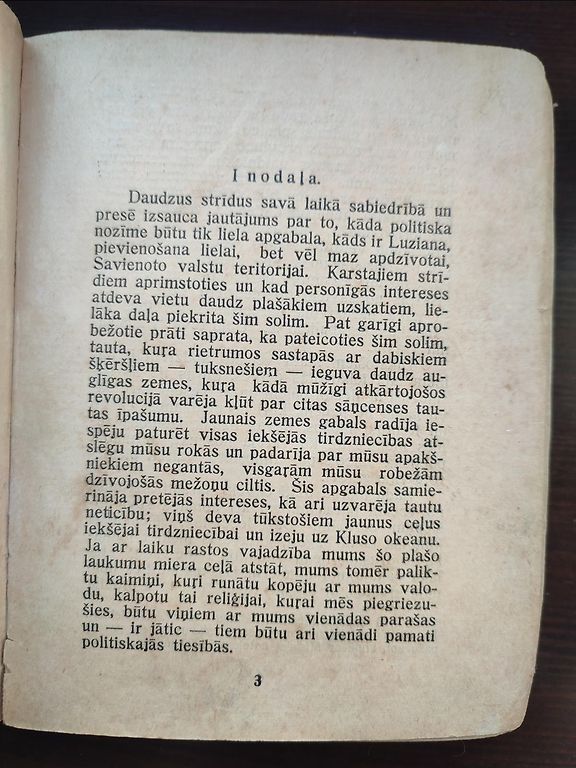 I nodaļa.
Daudzus strīdus savā laikā sabiedrībā un
presē izsauca jautājums par to, kāda politiska
nozīme būtu tik liela apgabala, kāds ir Luziana,
pievienošana lielai, bet vēl maz apdzīvotai,
Savienoto valstu teritorijai. Karstajiem strī-
diem aprimstoties un kad personīgās intereses
atdeva vietu daudz plašākiem uzskatiem, lie-
lāka daļa piekrita šim solim. Pat garīgi apro-
bežotie prāti saprata, ka pateicoties šim solim,
tauta, kuŗa rietrumos sastapās ar dabiskiem
šķēršļiem — tuksnešiem — ieguva daudz au-
glīgas zemes, kuŗa kādā mūžīgi atkārtojošos
revolucijā varēja kļūt par citas sāņcenses tau-
tas īpašumu. Jaunais zemes gabals radīja ie-
spēju paturēt visas iekšējās tirdzniecības at-
slēgu mūsu rokās un padarīja par mūsu apakš-
niekiem negantās, visgaŗām mūsu robežām
dzīvojošās mežoņu ciltis. Šis apgabals samie-
rināja pretējās intereses, kā ari uzvarēja tautu
neticību; viņš deva tūkstošiem jaunus ceļus
iekšējai tirdzniecibai un izeju uz Kluso okeanu.
Ja ar laiku rastos vajadzība mums šo plašo
laukumu miera ceļā atstāt, mums tomēr palik-
tu kaimiņi, kuŗi runātu kopēju ar mums valo-
du, kalpotu tai reliģijai, kuŗai mēs piegriezu-
šies, būtu viņiem ar mums vienādas parašas
un — ir jātic — tiem būtu ari vienādi pamati
politiskajās tiesībās.
3